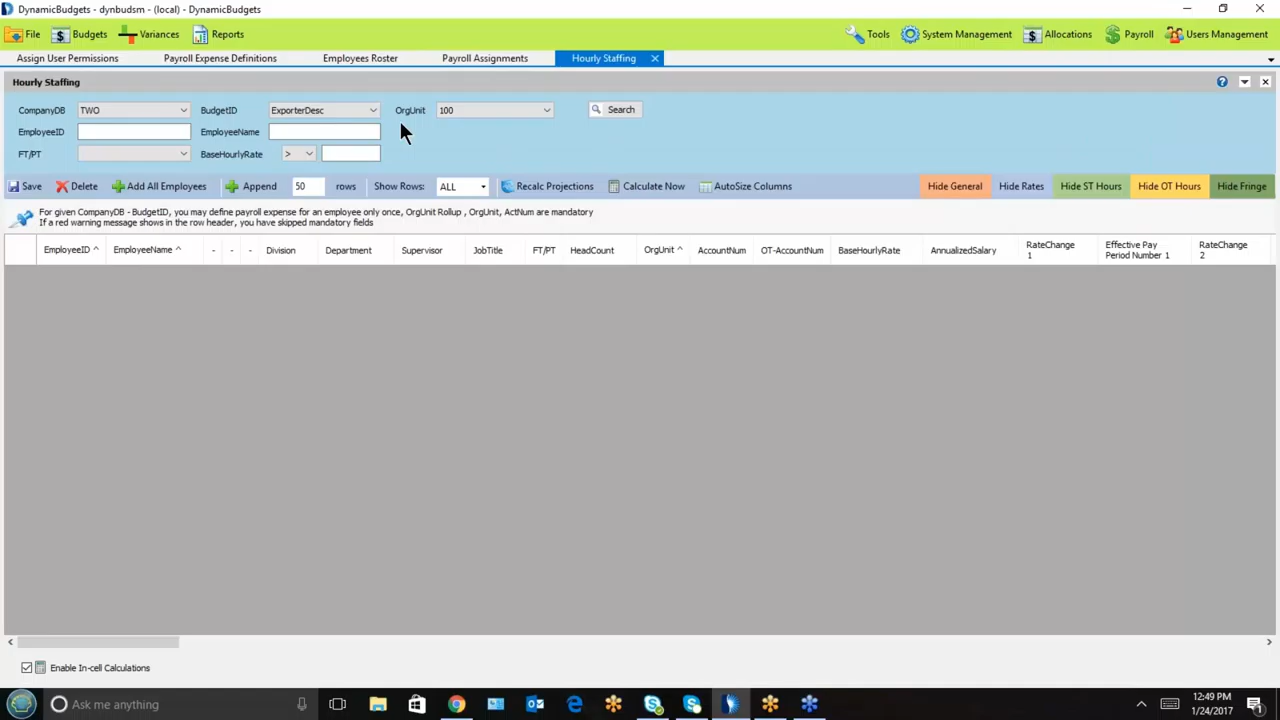 DynamicBudgets - dynbudsm - (local) - DynamicBudgets
File Budgets Variances Reports Tools System Management Allocations Payroll Users Management
Assign User Permissions Payroll Expense Definitions Employees Roster Payroll Assignments Hourly Staffing
Hourly Staffing
CompanyDB TWO BudgetID ExporterDesc OrgUnit 100 Search
EmployeeID EmployeeName
FT/PT BaseHourlyRate >
Save Delete Add All Employees Append 50 rows Show Rows: ALL Recalc Projections Calculate Now AutoSize Columns Hide General Hide Rates Hide ST Hours Hide OT Hours Hide Fringe
For given CompanyDB - BudgetID, you may define payroll expense for an employee only once, OrgUnit Rollup , OrgUnit, ActNum are mandatory
If a red warning message shows in the row header, you have skipped mandatory fields
EmployeeID EmployeeName - - - Division Department Supervisor JobTitle FT/PT HeadCount OrgUnit AccountNum OT-AccountNum BaseHourlyRate AnnualizedSalary RateChange 1 Effective Pay Period Number 1 RateChange 2
Enable In-cell Calculations
Ask me anything
12:49 PM
1/24/2017